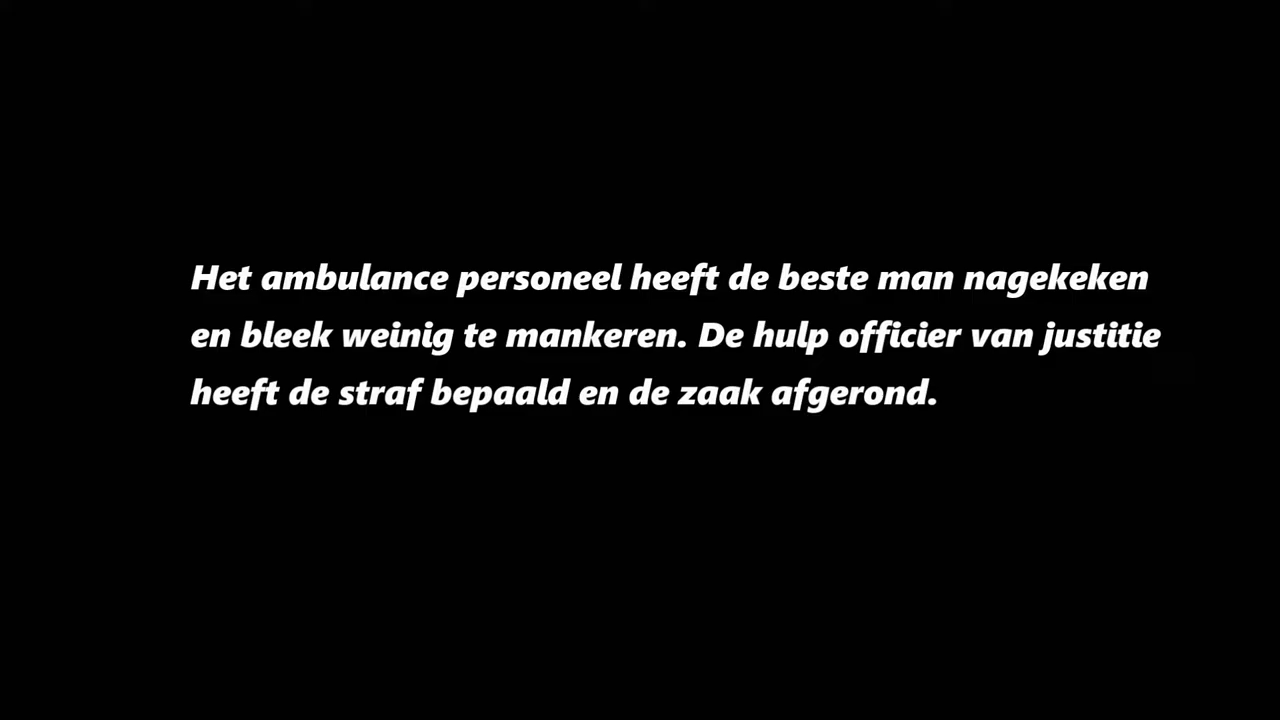 Het ambulance personeel heeft de beste man nagekeken
en bleek weinig te mankeren. De hulp officier van justitie
heeft de straf bepaald en de zaak afgerond.